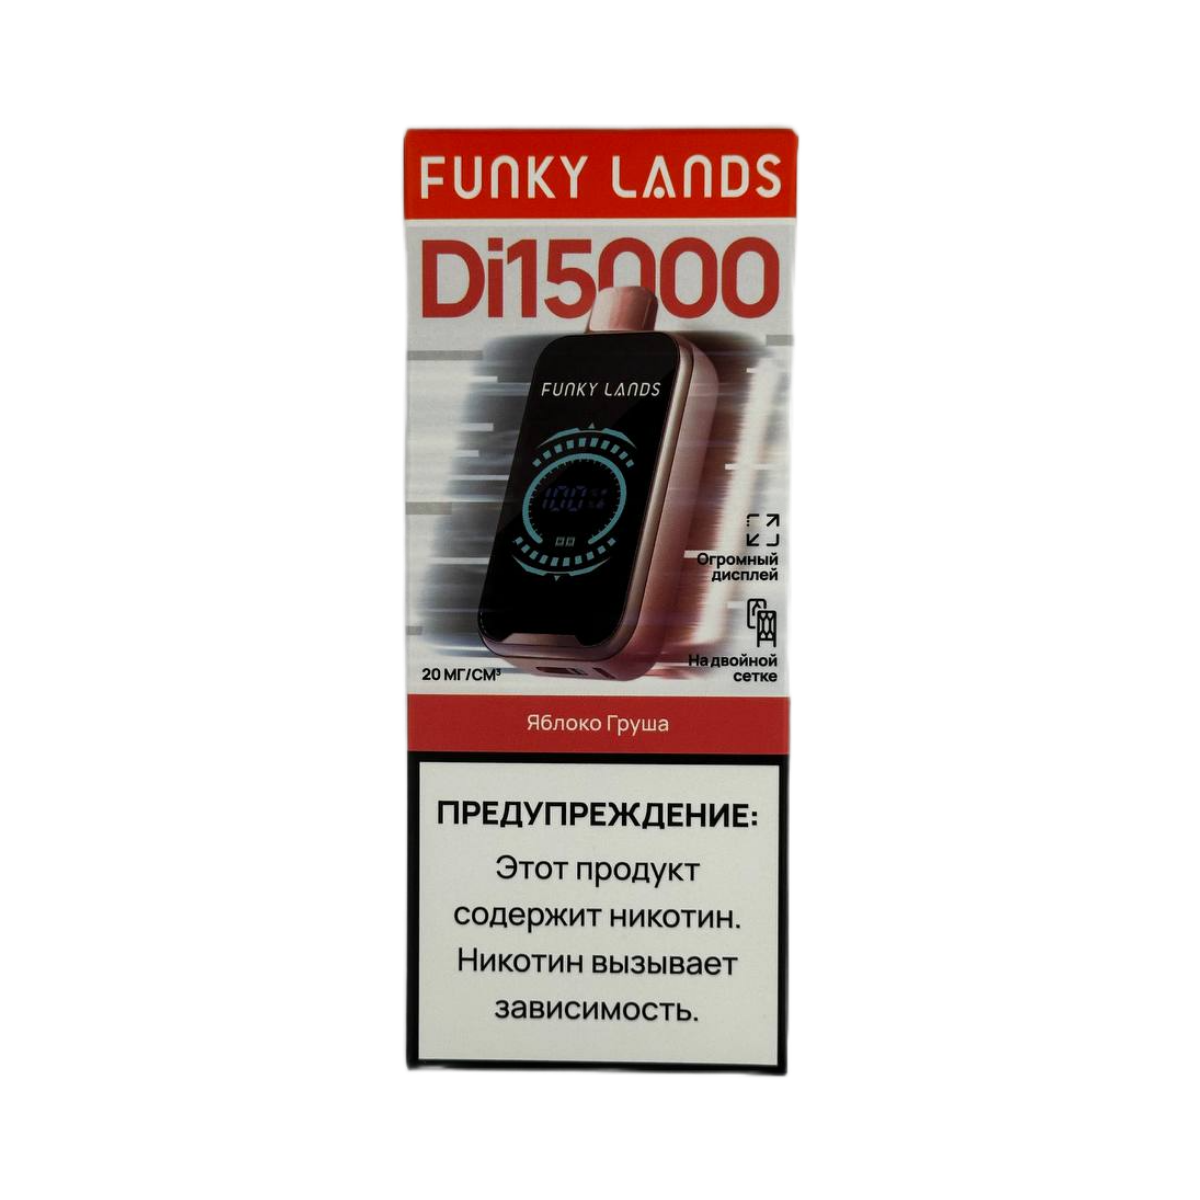 FUNKY LANDS
Di15000
FUNKY LANDS
100%
Огромный
дисплей
На двойной
сетке
20 МГ/СМ³
Яблоко Груша
ПРЕДУПРЕЖДЕНИЕ:
Этот продукт
содержит никотин.
Никотин вызывает
зависимость.